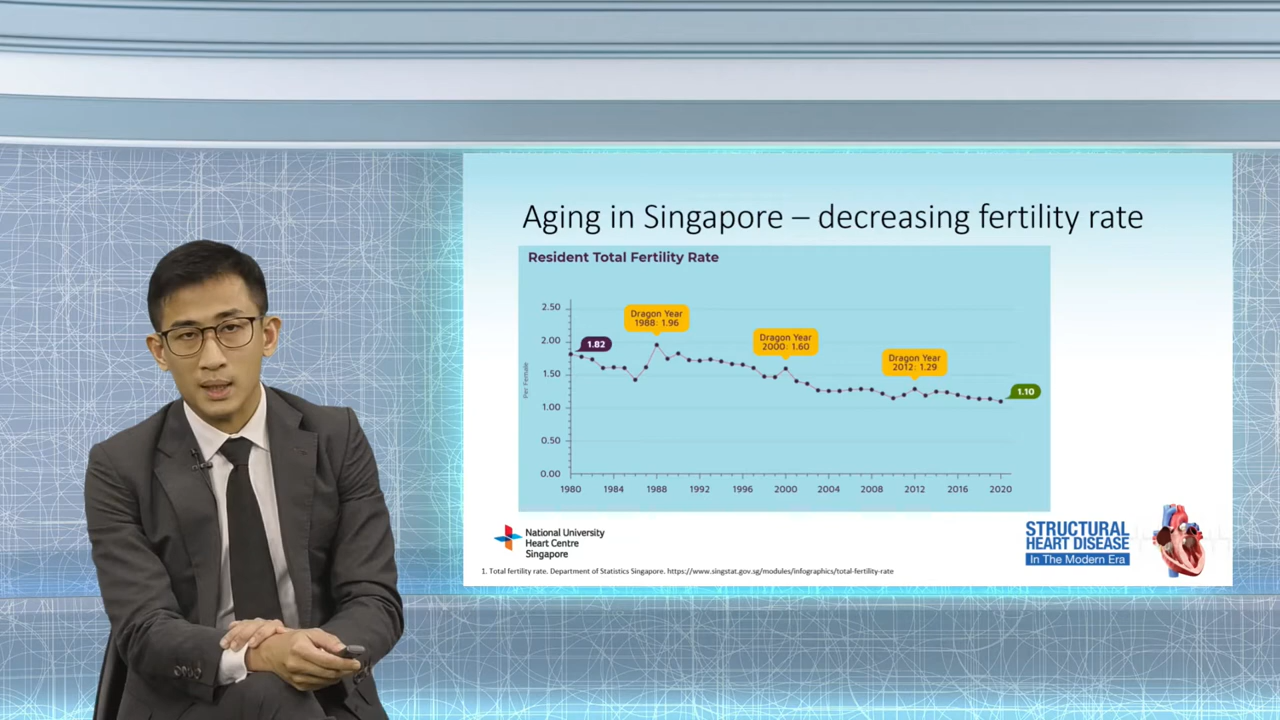 Aging in Singapore – decreasing fertility rate
Resident Total Fertility Rate
Per Female
2.50
2.00
1.50
1.00
0.50
0.00
1.82
Dragon Year
1988: 1.96
Dragon Year
2000: 1.60
Dragon Year
2012: 1.29
1.10
1980 1984 1988 1992 1996 2000 2004 2008 2012 2016 2020
National University
Heart Centre
Singapore
STRUCTURAL
HEART DISEASE
In The Modern Era
1. Total fertility rate. Department of Statistics Singapore. https://www.singstat.gov.sg/modules/infographics/total-fertility-rate